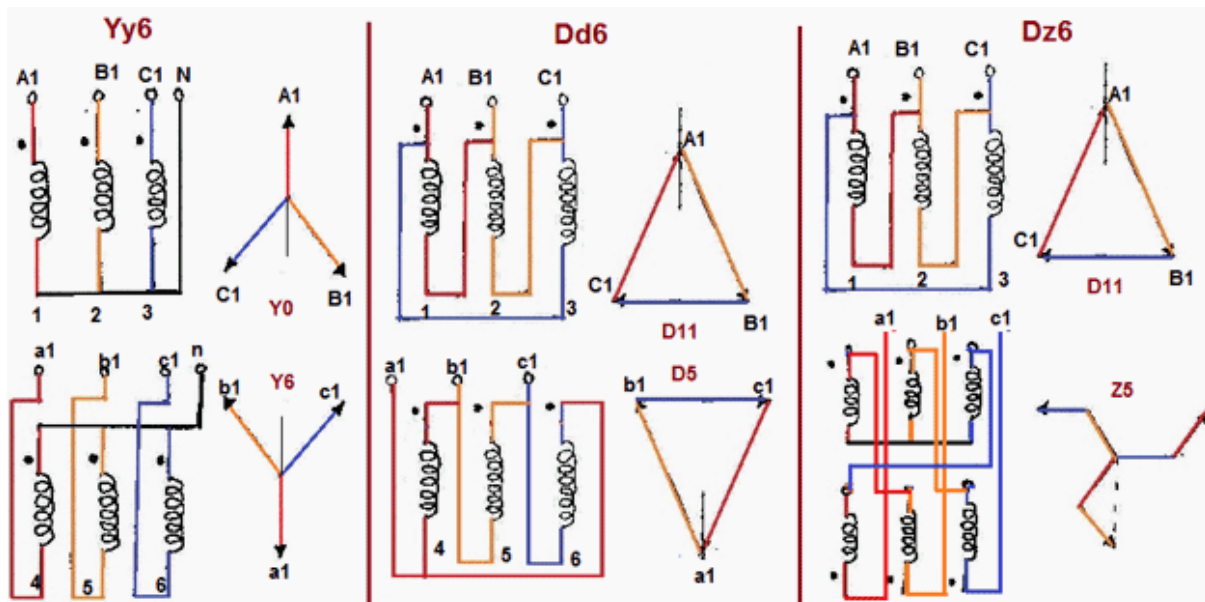 Yy6
A1 B1 C1 N
A1
C1 B1
Y0
1 2 3
a1 b1 c1 n
Y6
b1 c1
a1
4 5 6
Dd6
A1 B1 C1
A1
C1 B1
1 2 3
D11
a1 b1 c1
D5
b1 c1
a1
4 5 6
Dz6
A1 B1 C1
A1
C1 B1
1 2 3
D11
a1 b1 c1
Z5